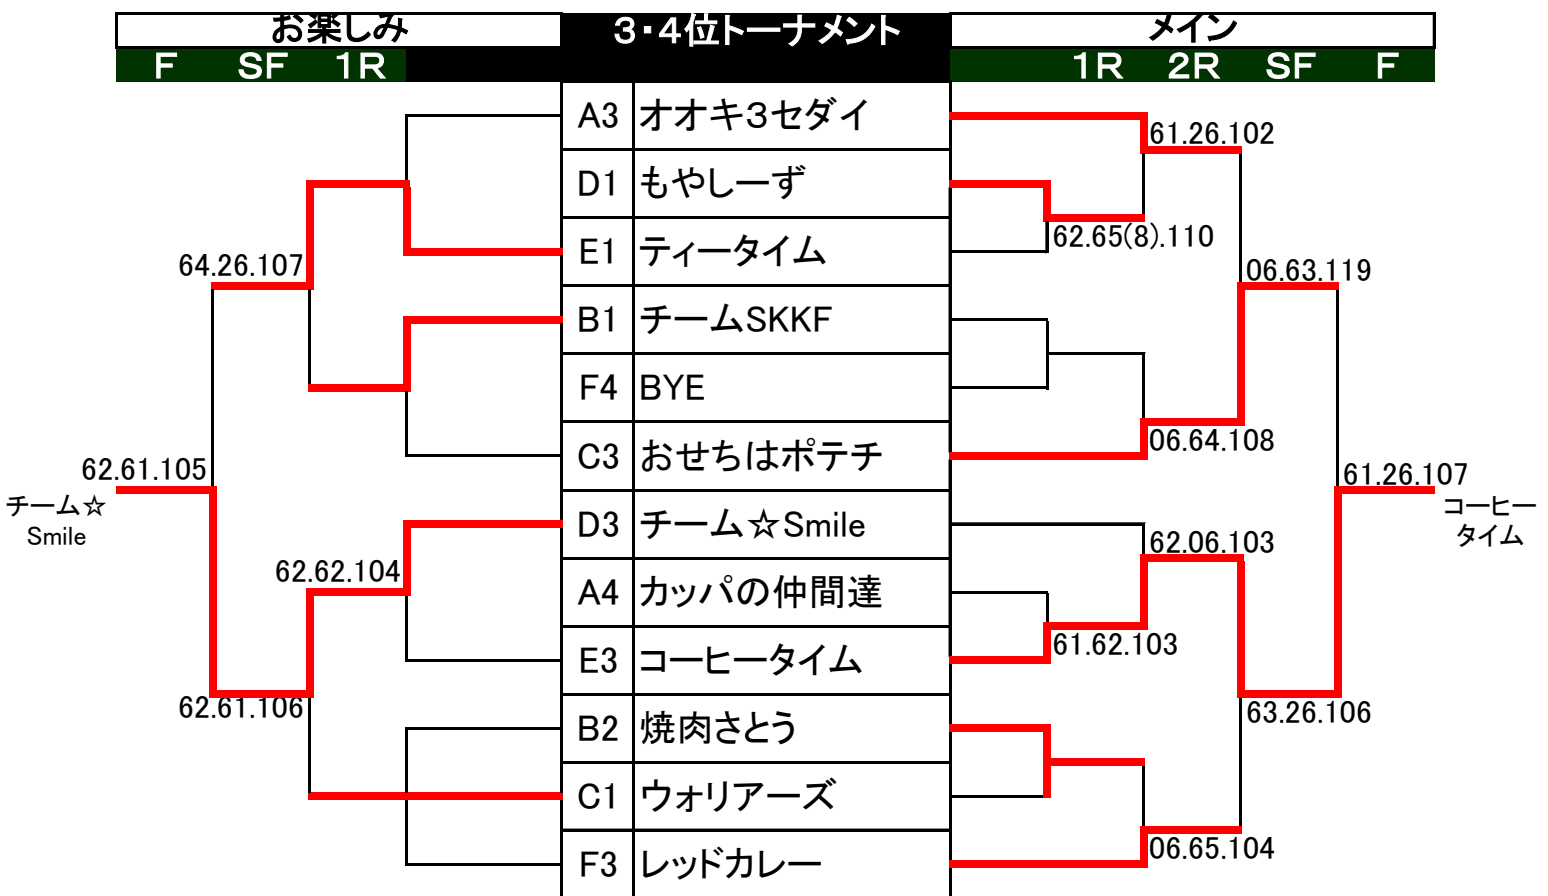 お楽しみ ３・４位トーナメント メイン
F SF 1R 1R 2R SF F
A3 オオキ３セダイ
61.26.102
D1 もやしーず
62.65(8).110
E1 ティータイム
64.26.107
06.63.119
B1 チームSKKF
F4 BYE
06.64.108
C3 おせちはポテチ
62.61.105
61.26.107
チーム☆
Smile
コーヒー
タイム
D3 チーム☆Smile
62.06.103
62.62.104
A4 カッパの仲間達
61.62.103
E3 コーヒータイム
62.61.106
63.26.106
B2 焼肉さとう
C1 ウォリアーズ
06.65.104
F3 レッドカレー